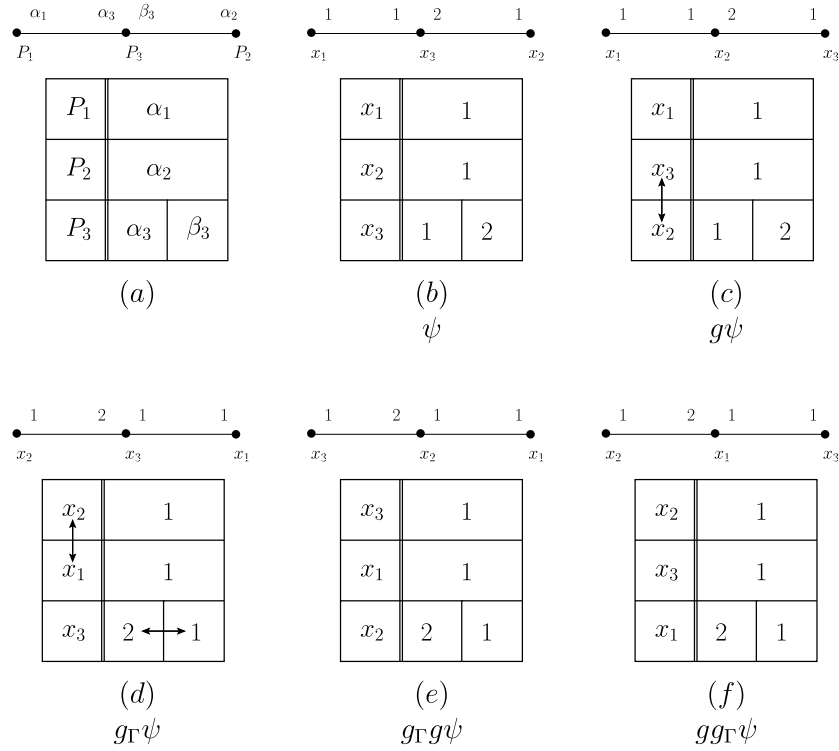 α₁ α₃ β₃ α₂
P₁ P₃ P₂
P₁ α₁
P₂ α₂
P₃ α₃ β₃
(a)
1 1 2 1
x₁ x₃ x₂
x₁ 1
x₂ 1
x₃ 1 2
(b)
ψ
1 1 2 1
x₁ x₂ x₃
x₁ 1
x₃ 1
x₂ 1 2
(c)
gψ
1 2 1 1
x₂ x₃ x₁
x₂ 1
x₁ 1
x₃ 2 1
(d)
g_Γψ
1 2 1 1
x₃ x₂ x₁
x₃ 1
x₁ 1
x₂ 2 1
(e)
g_Γgψ
1 2 1 1
x₂ x₁ x₃
x₂ 1
x₃ 1
x₁ 2 1
(f)
gg_Γψ